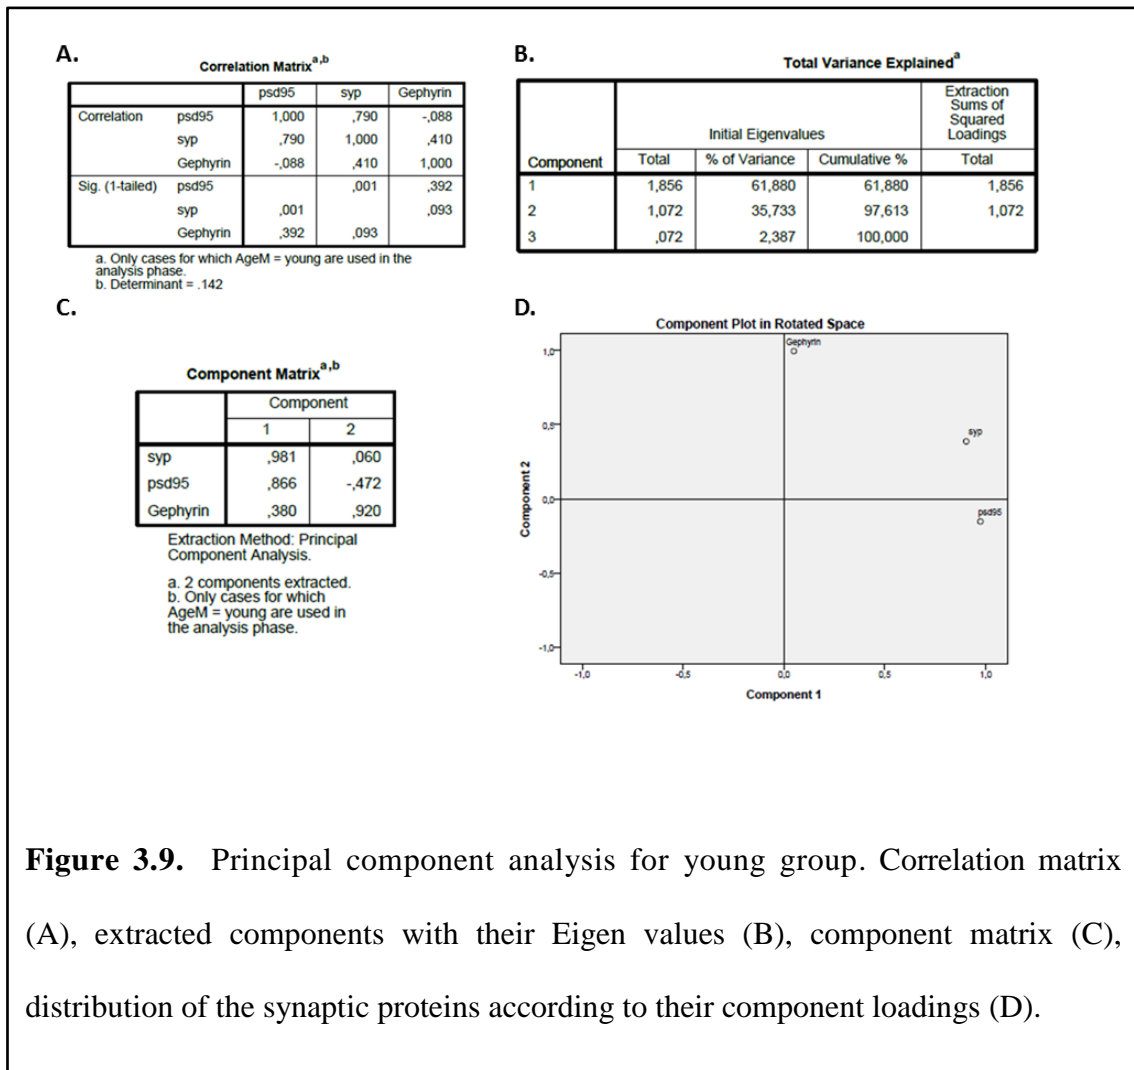 A.
Correlation Matrix a,b
psd95 syp Gephyrin
Correlation psd95 1,000 ,790 -,088
syp ,790 1,000 ,410
Gephyrin -,088 ,410 1,000
Sig. (1-tailed) psd95 ,001 ,392
syp ,001 ,093
Gephyrin ,392 ,093
a. Only cases for which AgeM = young are used in the
analysis phase.
b. Determinant = .142
B.
Total Variance Explained a
Component Initial Eigenvalues Extraction
Sums of
Squared
Loadings
Total % of Variance Cumulative % Total
1 1,856 61,880 61,880 1,856
2 1,072 35,733 97,613 1,072
3 ,072 2,387 100,000
C.
Component Matrix a,b
Component
1 2
syp ,981 ,060
psd95 ,866 -,472
Gephyrin ,380 ,920
Extraction Method: Principal
Component Analysis.
a. 2 components extracted.
b. Only cases for which
AgeM = young are used in
the analysis phase.
D.
Component Plot in Rotated Space
Component 2
1,0
0,5
0,0
-0,5
-1,0
Gephyrin
syp
psd95
-1,0 -0,5 0,0 0,5 1,0
Component 1
Figure 3.9. Principal component analysis for young group. Correlation matrix
(A), extracted components with their Eigen values (B), component matrix (C),
distribution of the synaptic proteins according to their component loadings (D).